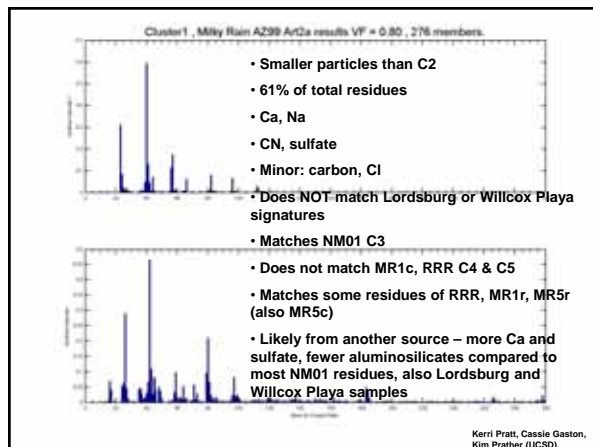 Cluster1 , Milky Rain AZ99 Art2a results VF = 0.80 , 276 members.
• Smaller particles than C2
• 61% of total residues
• Ca, Na
• CN, sulfate
• Minor: carbon, Cl
• Does NOT match Lordsburg or Willcox Playa
signatures
• Matches NM01 C3
• Does not match MR1c, RRR C4 & C5
• Matches some residues of RRR, MR1r, MR5r
(also MR5c)
• Likely from another source – more Ca and
sulfate, fewer aluminosilicates compared to
most NM01 residues, also Lordsburg and
Willcox Playa samples
Kerri Pratt, Cassie Gaston,
Kim Prather (UCSD)